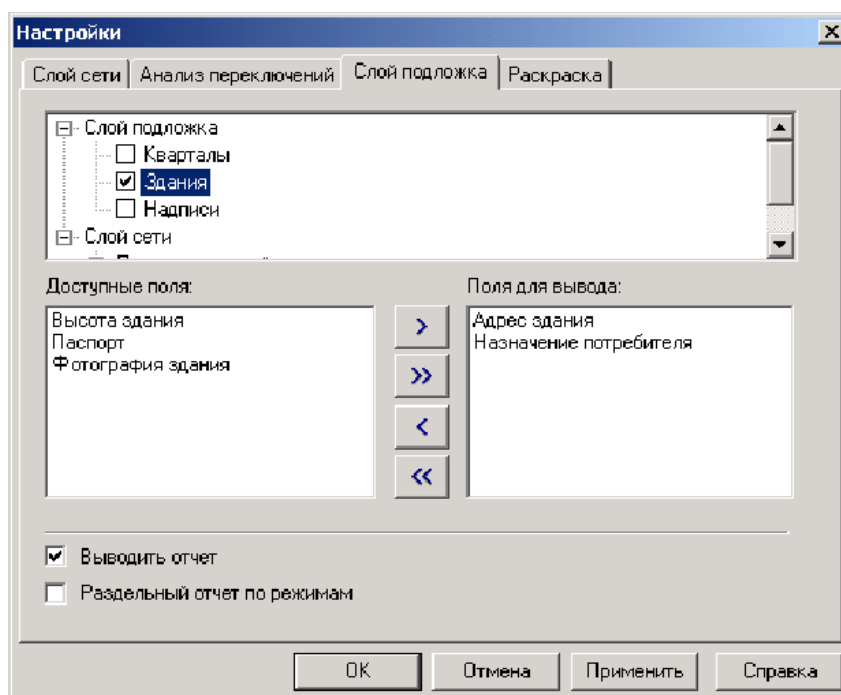 Настройки
Слой сети Анализ переключений Слой подложка Раскраска
Слой подложка
Кварталы
Здания
Надписи
Слой сети
Доступные поля: Поля для вывода:
Высота здания Адрес здания
Паспорт Назначение потребителя
Фотография здания
> 
>>
<
<<
Выводить отчет
Раздельный отчет по режимам
OK Отмена Применить Справка